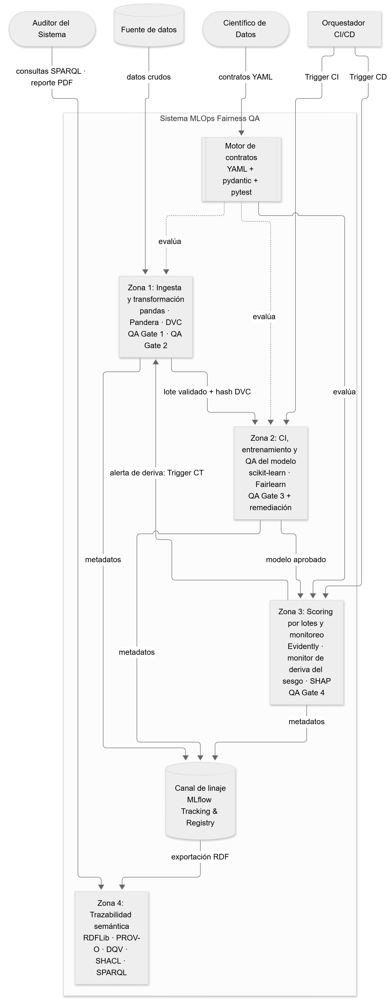 Auditor del
Sistema
Fuente de datos
Científico de
Datos
Orquestador
CI/CD
consultas SPARQL ·
reporte PDF
datos crudos
contratos YAML
Trigger CI
Trigger CD
Sistema MLOps Fairness QA
Motor de
contratos
YAML +
pydantic +
pytest
evalúa
Zona 1: Ingesta
y transformación
pandas ·
Pandera · DVC
QA Gate 1 · QA
Gate 2
evalúa
lote validado + hash DVC
evalúa
Zona 2: CI,
entrenamiento y
QA del modelo
scikit-learn ·
Fairlearn
QA Gate 3 +
remediación
alerta de deriva: Trigger CT
metadatos
modelo aprobado
Zona 3: Scoring
por lotes y
monitoreo
Evidently ·
monitor de
deriva del
sesgo · SHAP
QA Gate 4
metadatos
metadatos
Canal de linaje
MLflow
Tracking &
Registry
exportación RDF
Zona 4:
Trazabilidad
semántica
RDFLib · PROV-
O · DQV ·
SHACL ·
SPARQL